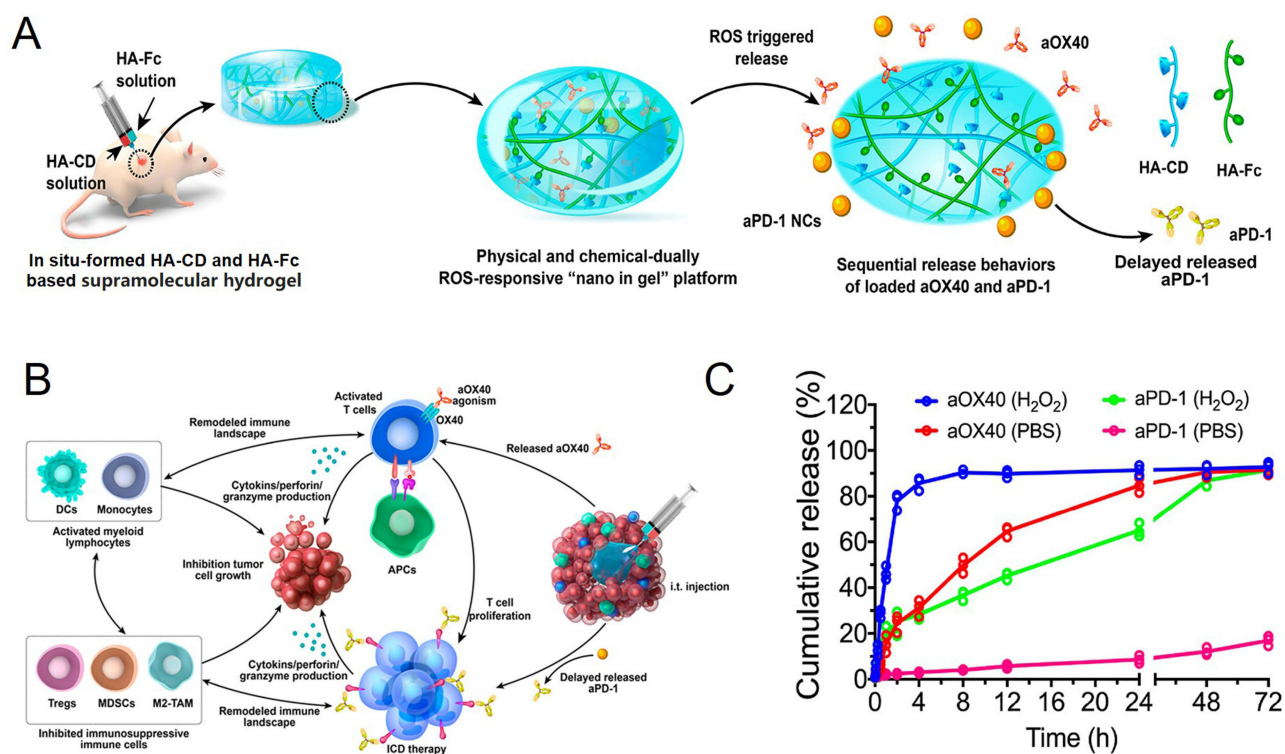 A
HA-Fc
solution
HA-CD
solution
In situ-formed HA-CD and HA-Fc
based supramolecular hydrogel
Physical and chemical-dually
ROS-responsive “nano in gel” platform
ROS triggered
release
aOX40
aPD-1 NCs
Sequential release behaviors
of loaded aOX40 and aPD-1
HA-CD
HA-Fc
aPD-1
Delayed released
aPD-1
B
Activated
T cells
aOX40
agonism
OX40
Remodeled immune
landscape
Released aOX40
DCs
Monocytes
Activated myeloid
lymphocytes
Cytokins/perforin/
granzyme production
Inhibition tumor
cell growth
APCs
i.t. injection
T cell
proliferation
Tregs
MDSCs
M2-TAM
Inhibited immunosuppressive
immune cells
Cytokins/perforin/
granzyme production
Remodeled immune
landscape
Delayed released
aPD-1
ICD therapy
C
Cumulative release (%)
120
100
80
60
40
20
0
aOX40 (H₂O₂)
aOX40 (PBS)
aPD-1 (H₂O₂)
aPD-1 (PBS)
0 4 8 12 16 20 24 48 72
Time (h)